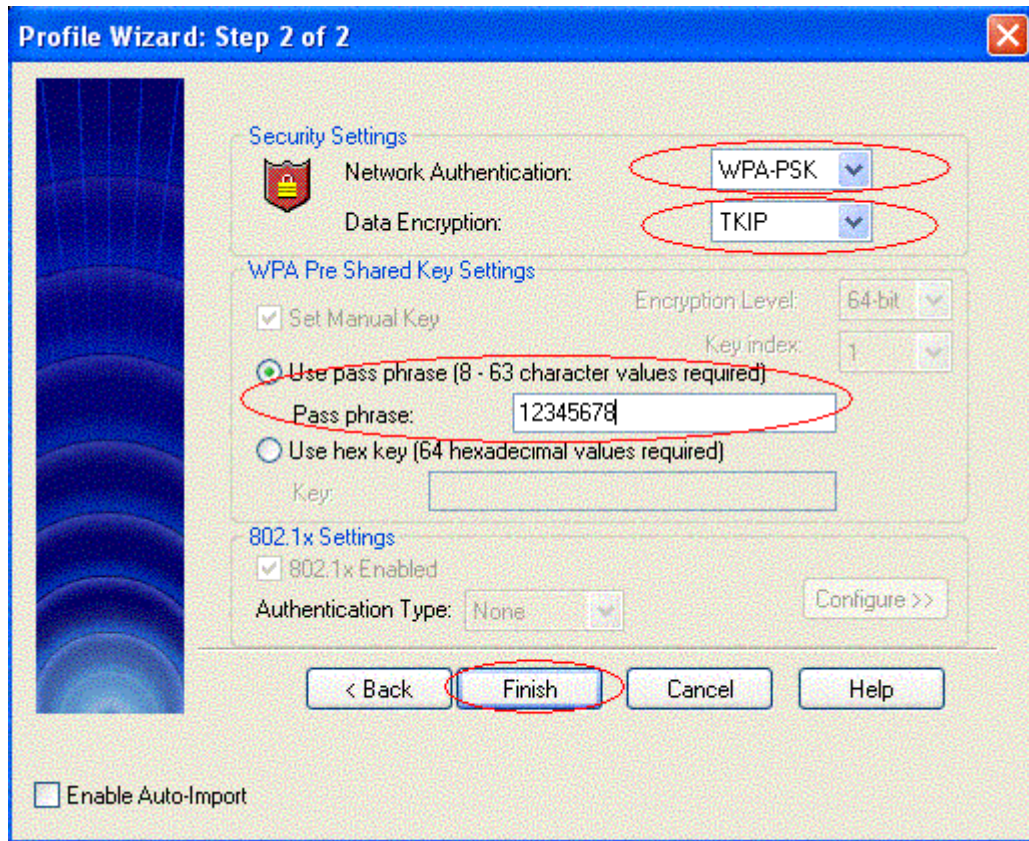 Profile Wizard: Step 2 of 2
Security Settings
Network Authentication: WPA-PSK
Data Encryption: TKIP
WPA Pre Shared Key Settings
Set Manual Key
Encryption Level: 64-bit
Key index: 1
Use pass phrase (8 - 63 character values required)
Pass phrase: 12345678
Use hex key (64 hexadecimal values required)
Key:
802.1x Settings
802.1x Enabled
Authentication Type: None
Configure >>
< Back Finish Cancel Help
Enable Auto-Import